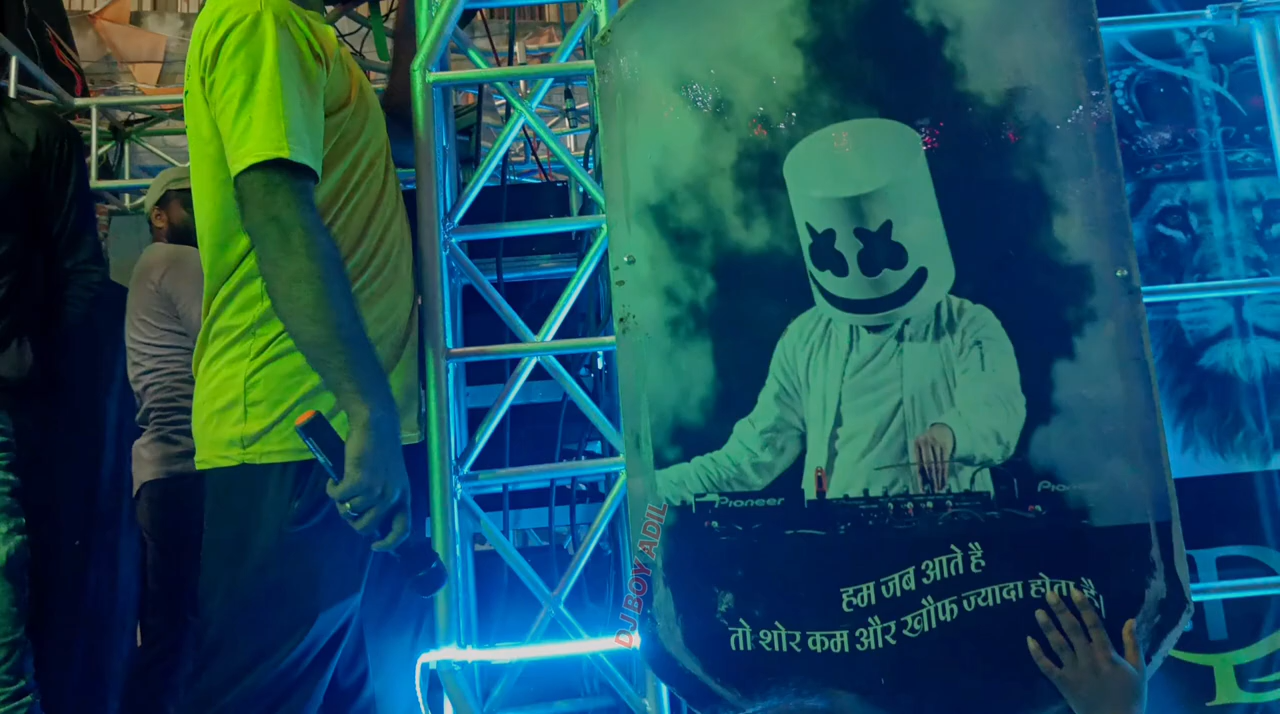 Pioneer
DJ BOY ADIL
हम जब आते है
तो शोर कम और खौफ ज्यादा होता है।